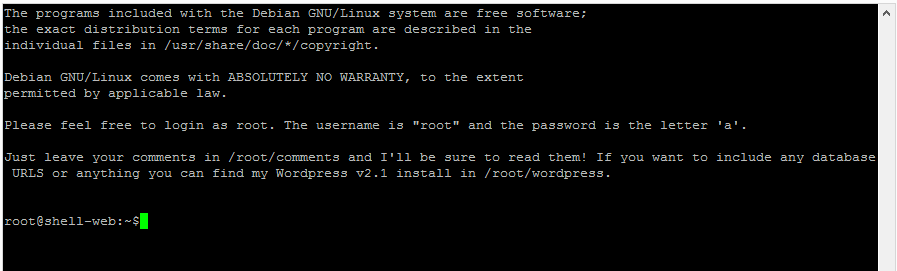 The programs included with the Debian GNU/Linux system are free software;
the exact distribution terms for each program are described in the
individual files in /usr/share/doc/*/copyright.
Debian GNU/Linux comes with ABSOLUTELY NO WARRANTY, to the extent
permitted by applicable law.
Please feel free to login as root. The username is "root" and the password is the letter 'a'.
Just leave your comments in /root/comments and I'll be sure to read them! If you want to include any database
URLS or anything you can find my Wordpress v2.1 install in /root/wordpress.
root@shell-web:~$